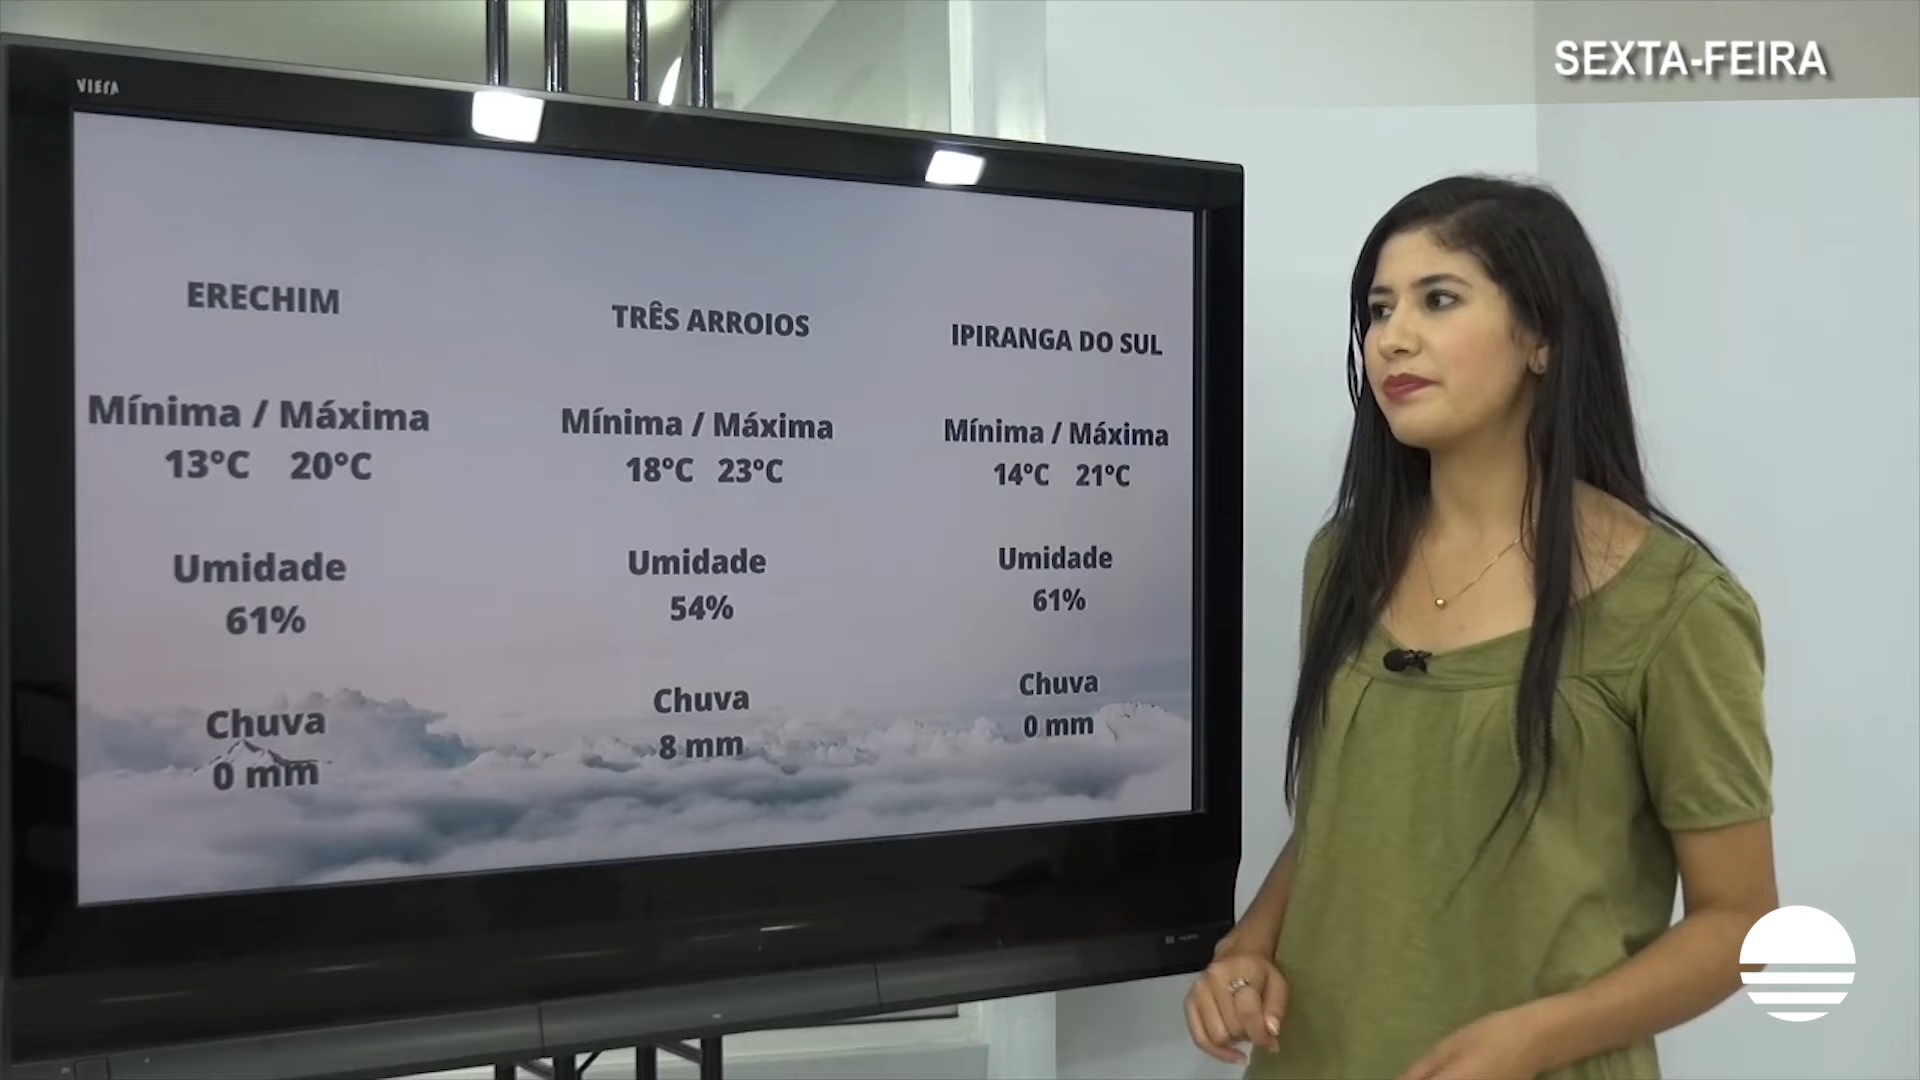 SEXTA-FEIRA
VIERA
ERECHIM
Mínima / Máxima
13°C 20°C
Umidade
61%
Chuva
0 mm
TRÊS ARROIOS
Mínima / Máxima
18°C 23°C
Umidade
54%
Chuva
8 mm
IPIRANGA DO SUL
Mínima / Máxima
14°C 21°C
Umidade
61%
Chuva
0 mm